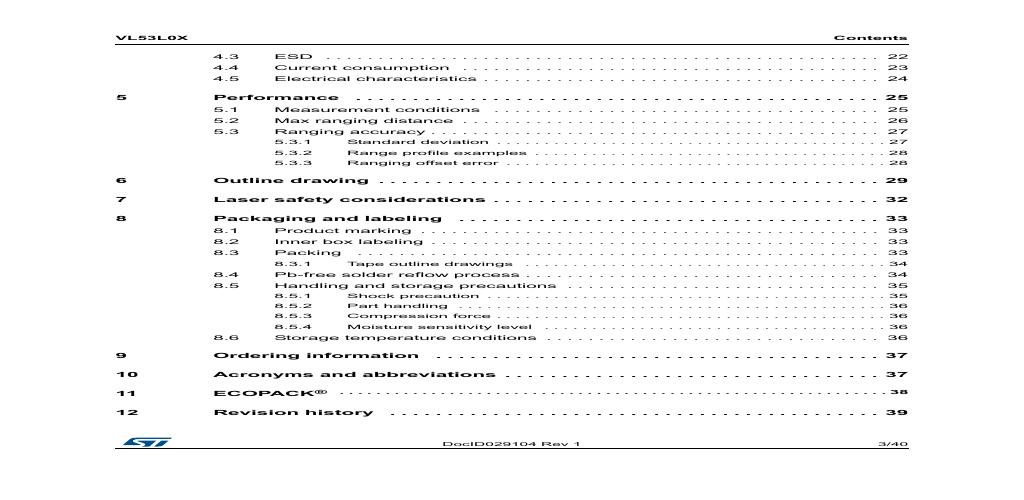 VL53L0X Contents
4.3 ESD . . . . . . . . . . . . . . . . . . . . 22
4.4 Current consumption . . . . . . . . . . . . . . . . . . . . 23
4.5 Electrical characteristics . . . . . . . . . . . . . . . . . . . . 24
5 Performance . . . . . . . . . . . . . . . . . . . . 25
5.1 Measurement conditions . . . . . . . . . . . . . . . . . . . . 25
5.2 Max ranging distance . . . . . . . . . . . . . . . . . . . . 26
5.3 Ranging accuracy . . . . . . . . . . . . . . . . . . . . 27
5.3.1 Standard deviation . . . . . . . . . . . . . . . . . . . . 27
5.3.2 Range profile examples . . . . . . . . . . . . . . . . . . . . 28
5.3.3 Ranging offset error . . . . . . . . . . . . . . . . . . . . 28
6 Outline drawing . . . . . . . . . . . . . . . . . . . . 29
7 Laser safety considerations . . . . . . . . . . . . . . . . . . . . 32
8 Packaging and labeling . . . . . . . . . . . . . . . . . . . . 33
8.1 Product marking . . . . . . . . . . . . . . . . . . . . 33
8.2 Inner box labeling . . . . . . . . . . . . . . . . . . . . 33
8.3 Packing . . . . . . . . . . . . . . . . . . . . 33
8.3.1 Tape outline drawings . . . . . . . . . . . . . . . . . . . . 34
8.4 Pb-free solder reflow process . . . . . . . . . . . . . . . . . . . . 34
8.5 Handling and storage precautions . . . . . . . . . . . . . . . . . . . . 35
8.5.1 Shock precaution . . . . . . . . . . . . . . . . . . . . 35
8.5.2 Part handling . . . . . . . . . . . . . . . . . . . . 36
8.5.3 Compression force . . . . . . . . . . . . . . . . . . . . 36
8.5.4 Moisture sensitivity level . . . . . . . . . . . . . . . . . . . . 36
8.6 Storage temperature conditions . . . . . . . . . . . . . . . . . . . . 36
9 Ordering information . . . . . . . . . . . . . . . . . . . . 37
10 Acronyms and abbreviations . . . . . . . . . . . . . . . . . . . . 37
11 ECOPACK® . . . . . . . . . . . . . . . . . . . . 38
12 Revision history . . . . . . . . . . . . . . . . . . . . 39
ST DocID029104 Rev 1 3/40